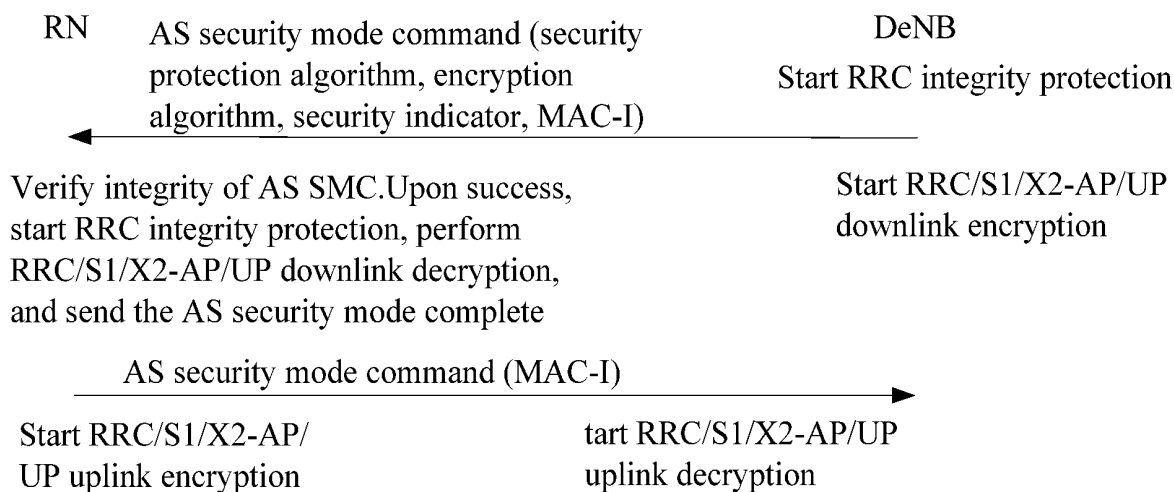 RN
AS security mode command (security
protection algorithm, encryption
algorithm, security indicator, MAC-I)
DeNB
Start RRC integrity protection
Verify integrity of AS SMC.Upon success,
start RRC integrity protection, perform
RRC/S1/X2-AP/UP downlink decryption,
and send the AS security mode complete
Start RRC/S1/X2-AP/UP
downlink encryption
AS security mode command (MAC-I)
Start RRC/S1/X2-AP/
UP uplink encryption
tart RRC/S1/X2-AP/UP
uplink decryption